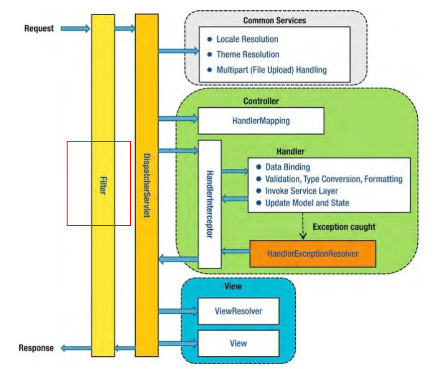 Common Services
Request
Locale Resolution
Theme Resolution
Multipart (File Upload) Handling
Controller
HandlerMapping
Handler
Data Binding
Validation, Type Conversion, Formatting
Invoke Service Layer
Update Model and State
Filter
DispatcherServlet
HandlerInterceptor
Exception caught
HandlerExceptionResolver
View
ViewResolver
View
Response